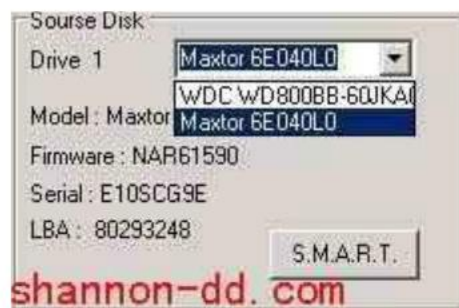 Sourse Disk
Drive 1 Maxtor 6E040L0
WDC WD800BB-60JKA
Model : Maxtor Maxtor 6E040L0
Firmware : NAR61590
Serial : E10SCG9E
LBA : 80293248
S.M.A.R.T.
shannon-dd. com